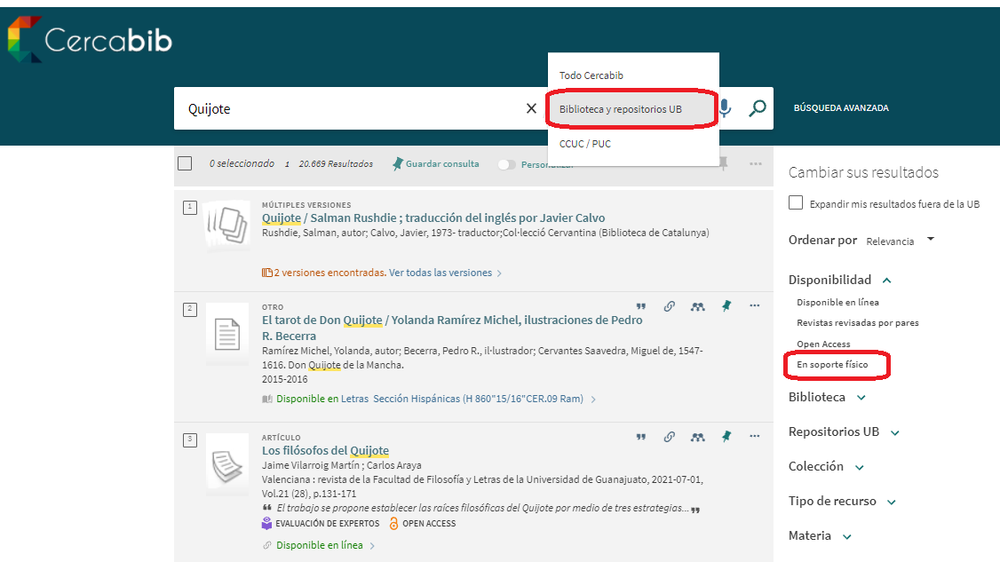 Cercabib
Todo Cercabib
Quijote
Biblioteca y repositorios UB
BÚSQUEDA AVANZADA
CCUC / PUC
0 seleccionado 1 20.669 Resultados Guardar consulta
Cambiar sus resultados
Expandir mis resultados fuera de la UB
Ordenar por Relevancia
Disponibilidad
Disponible en línea
Revistas revisadas por pares
Open Access
En soporte físico
Biblioteca
Repositorios UB
Colección
Tipo de recurso
Materia
1
MÚLTIPLES VERSIONES
Quijote / Salman Rushdie ; traducción del inglés por Javier Calvo
Rushdie, Salman, autor; Calvo, Javier, 1973- traductor;Col·lecció Cervantina (Biblioteca de Catalunya)
2 versiones encontradas. Ver todas las versiones
2
OTRO
El tarot de Don Quijote / Yolanda Ramírez Michel, ilustraciones de Pedro
R. Becerra
Ramírez Michel, Yolanda, autor; Becerra, Pedro R., il·lustrador; Cervantes Saavedra, Miguel de, 1547-
1616. Don Quijote de la Mancha.
2015-2016
Disponible en Letras Sección Hispánicas (H 860"15/16"CER.09 Ram)
3
ARTÍCULO
Los filósofos del Quijote
Jaime Vilarroig Martín ; Carlos Araya
Valenciana : revista de la Facultad de Filosofía y Letras de la Universidad de Guanajuato, 2021-07-01,
Vol.21 (28), p.131-171
El trabajo se propone establecer las raíces filosóficas del Quijote por medio de tres estrategias...
EVALUACIÓN DE EXPERTOS OPEN ACCESS
Disponible en línea